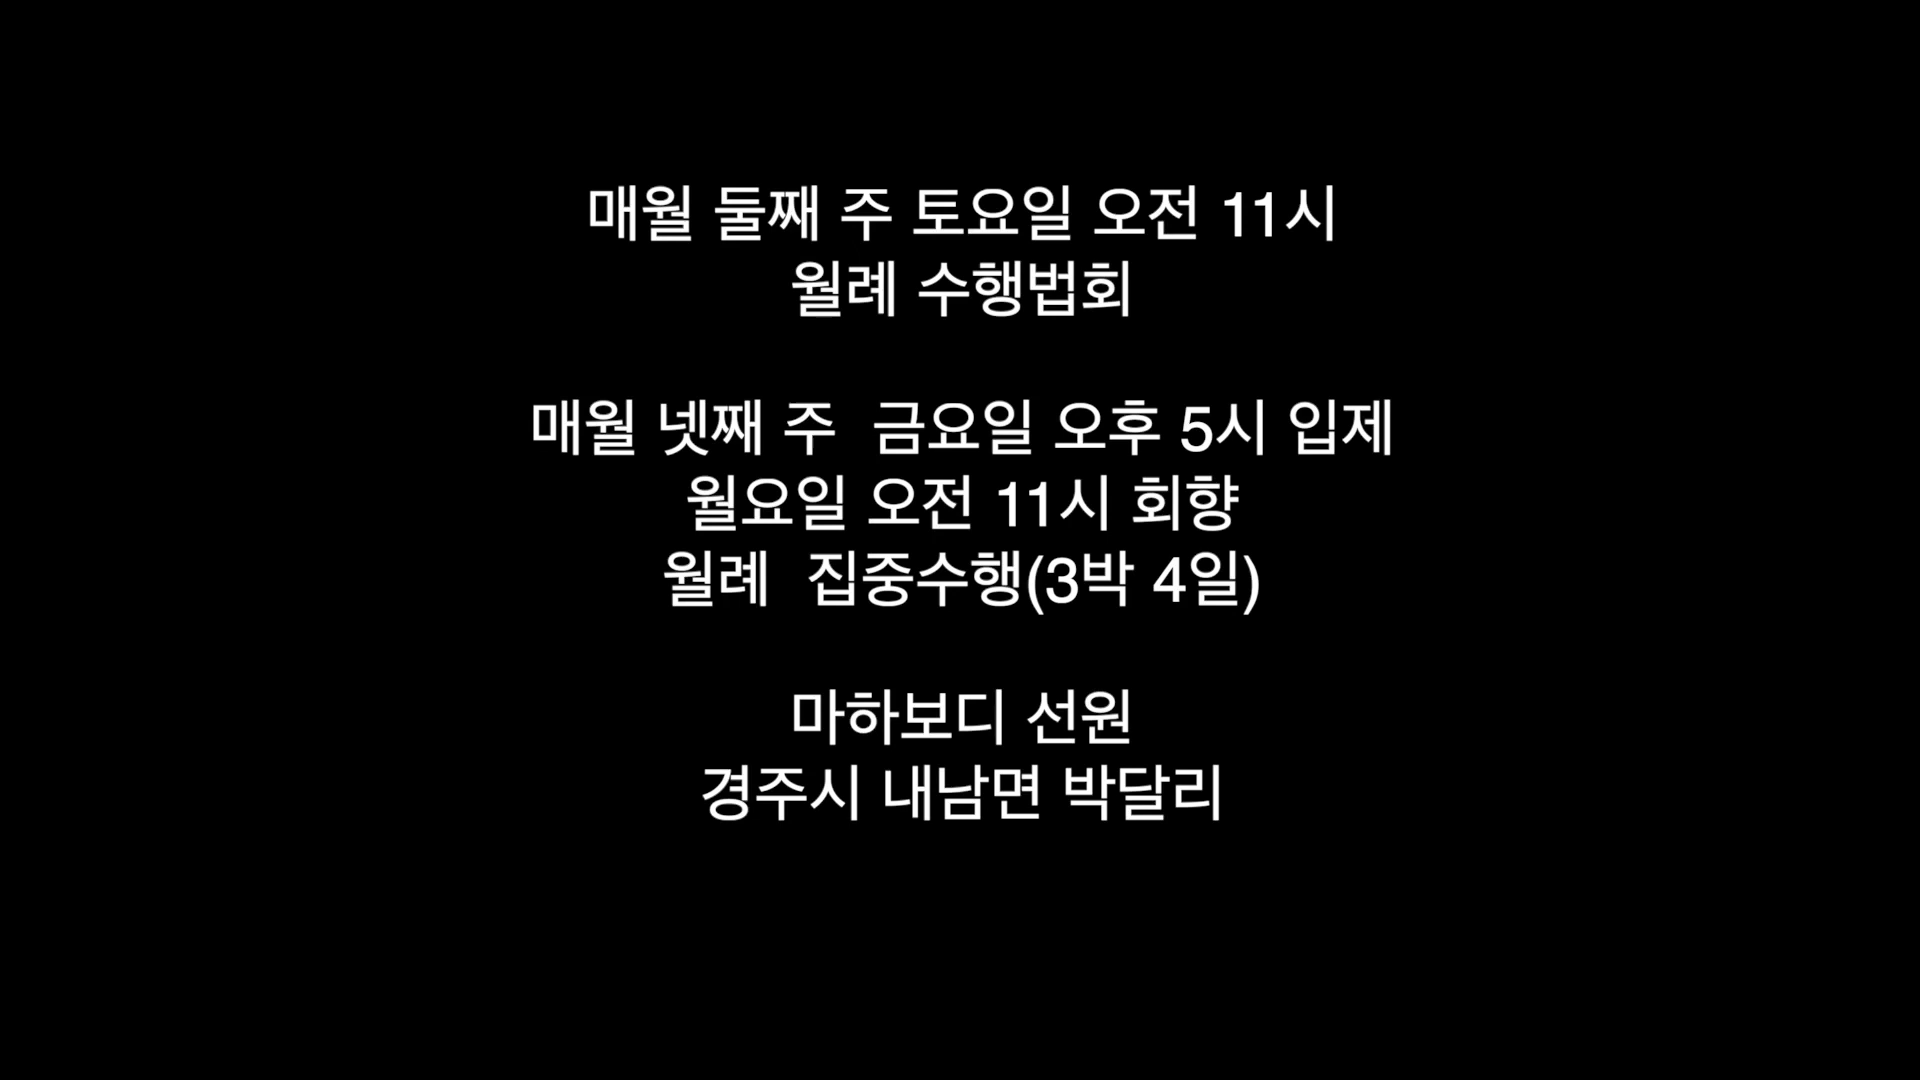 매월 둘째 주 토요일 오전 11시
월례 수행법회
매월 넷째 주 금요일 오후 5시 입제
월요일 오전 11시 회향
월례 집중수행(3박 4일)
마하보디 선원
경주시 내남면 박달리